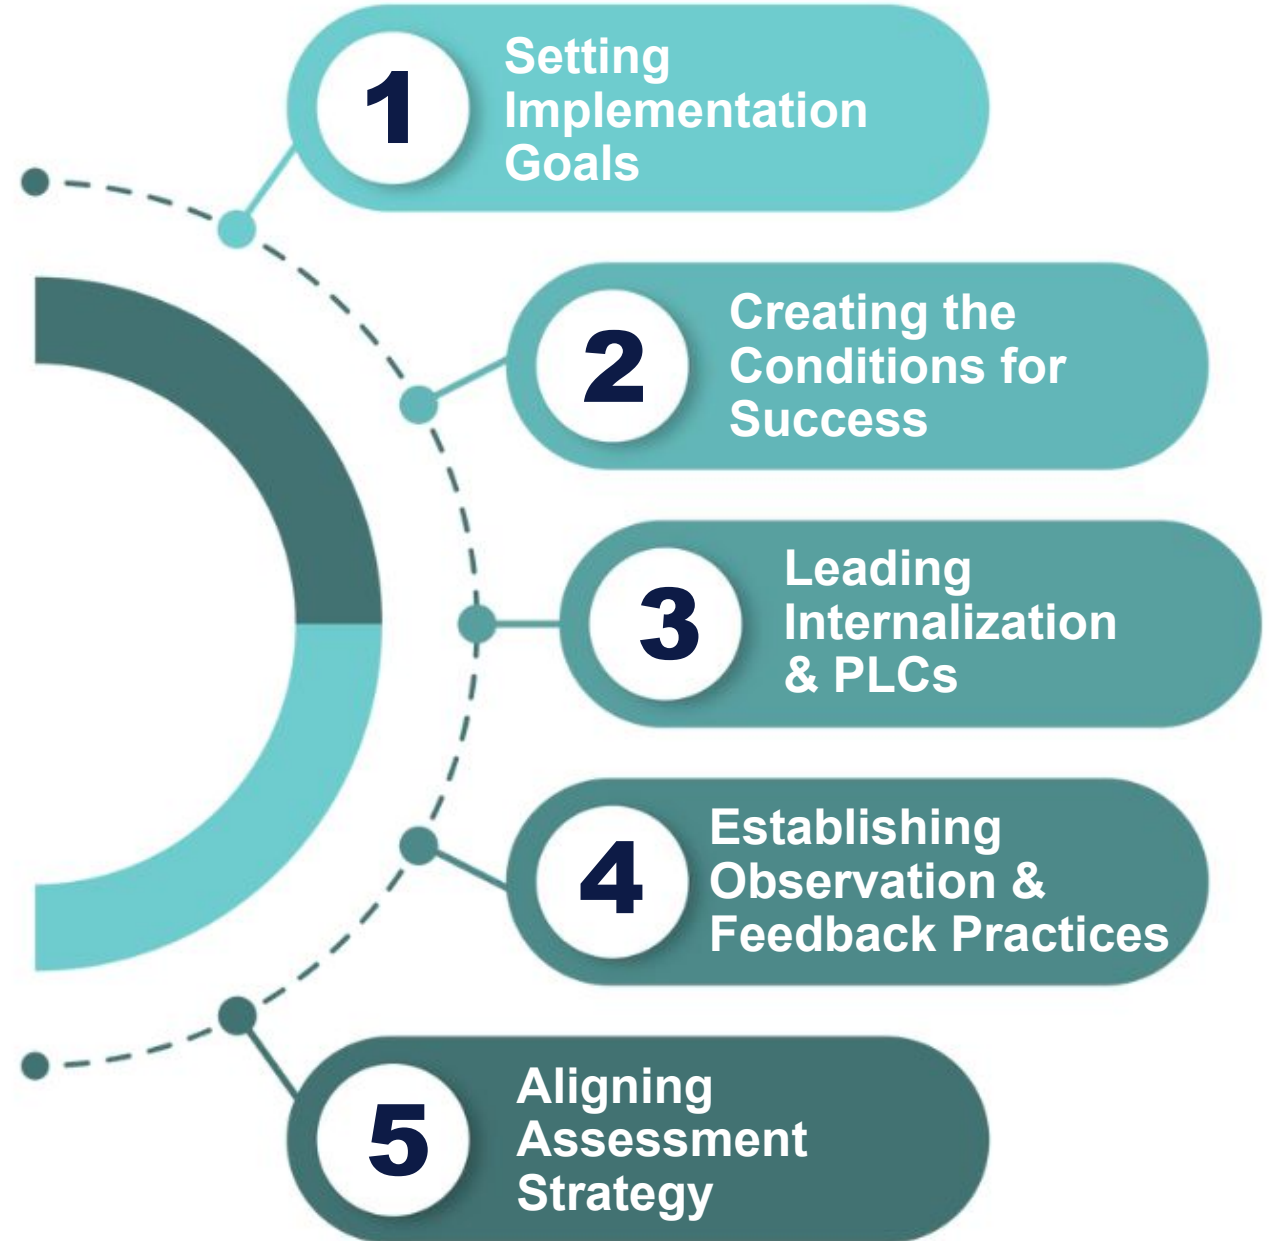 1
Setting
Implementation
Goals
2
Creating the
Conditions for
Success
3
Leading
Internalization
& PLCs
4
Establishing
Observation &
Feedback Practices
5
Aligning
Assessment
Strategy